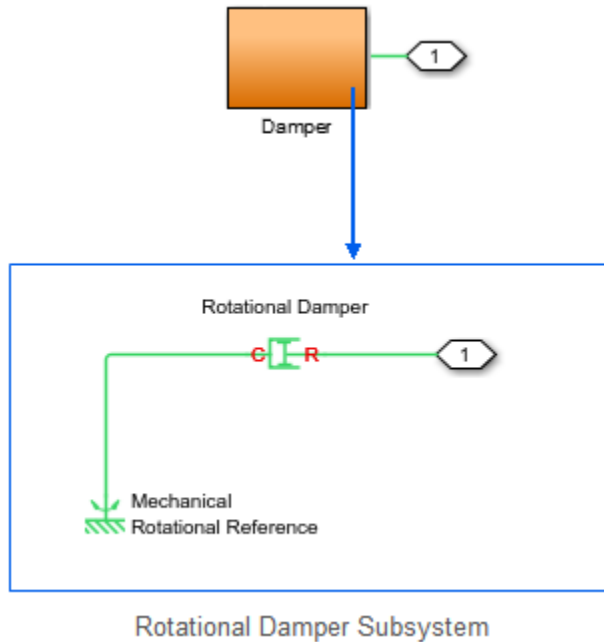 1
Damper
Rotational Damper
C R 1
Mechanical
Rotational Reference
Rotational Damper Subsystem